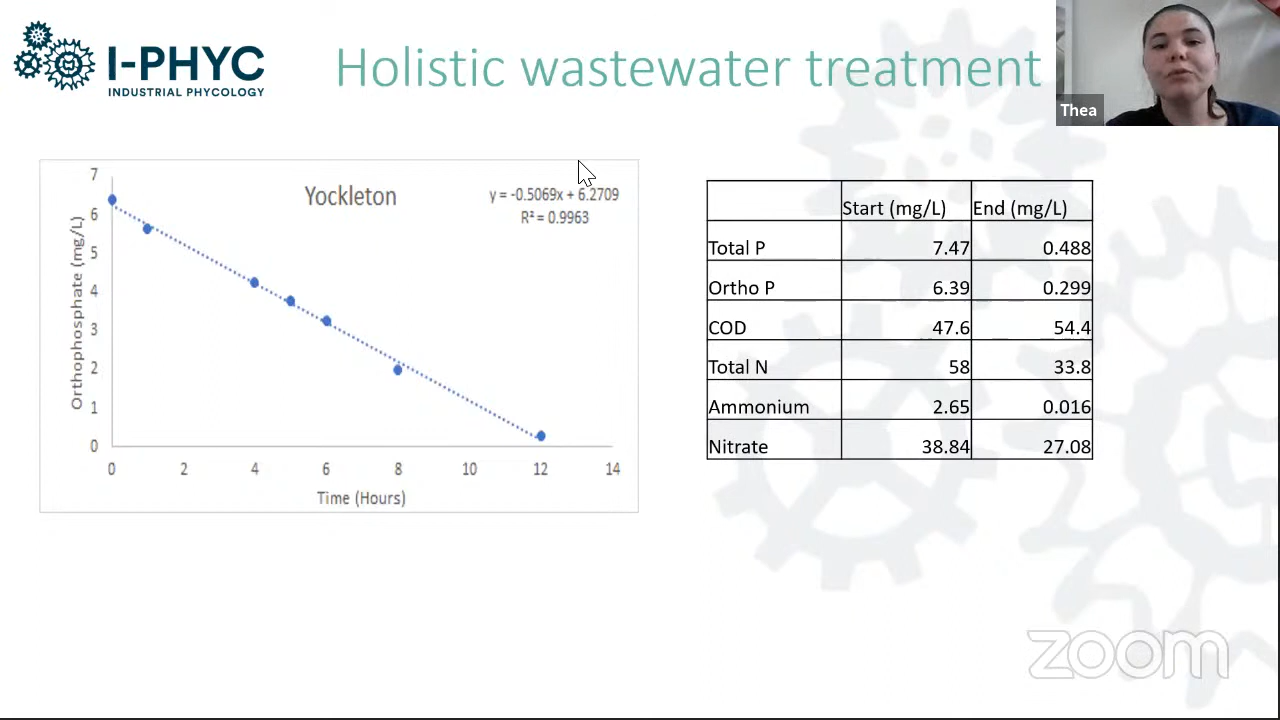 I-PHYC
INDUSTRIAL PHYCOLOGY
Holistic wastewater treatment
Thea
Yockleton
y = -0.5069x + 6.2709
R² = 0.9963
Orthophosphate (mg/L)
7
6
5
4
3
2
1
0
0 2 4 6 8 10 12 14
Time (Hours)
Start (mg/L) End (mg/L)
Total P 7.47 0.488
Ortho P 6.39 0.299
COD 47.6 54.4
Total N 58 33.8
Ammonium 2.65 0.016
Nitrate 38.84 27.08
zoom